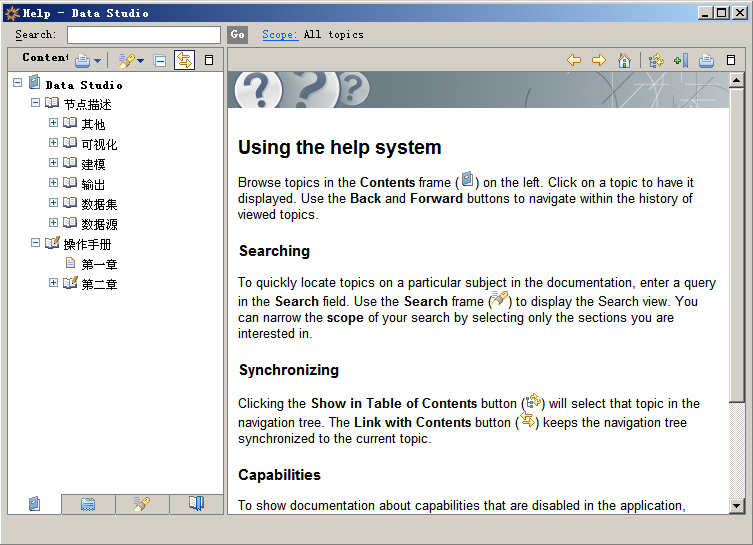 Help - Data Studio
Search:
Go
Scope: All topics
Content
Data Studio
节点描述
其他
可视化
建模
输出
数据集
数据源
操作手册
第一章
第二章
Using the help system
Browse topics in the Contents frame ( ) on the left. Click on a topic to have it
displayed. Use the Back and Forward buttons to navigate within the history of
viewed topics.
Searching
To quickly locate topics on a particular subject in the documentation, enter a query
in the Search field. Use the Search frame ( ) to display the Search view. You
can narrow the scope of your search by selecting only the sections you are
interested in.
Synchronizing
Clicking the Show in Table of Contents button ( ) will select that topic in the
navigation tree. The Link with Contents button ( ) keeps the navigation tree
synchronized to the current topic.
Capabilities
To show documentation about capabilities that are disabled in the application,